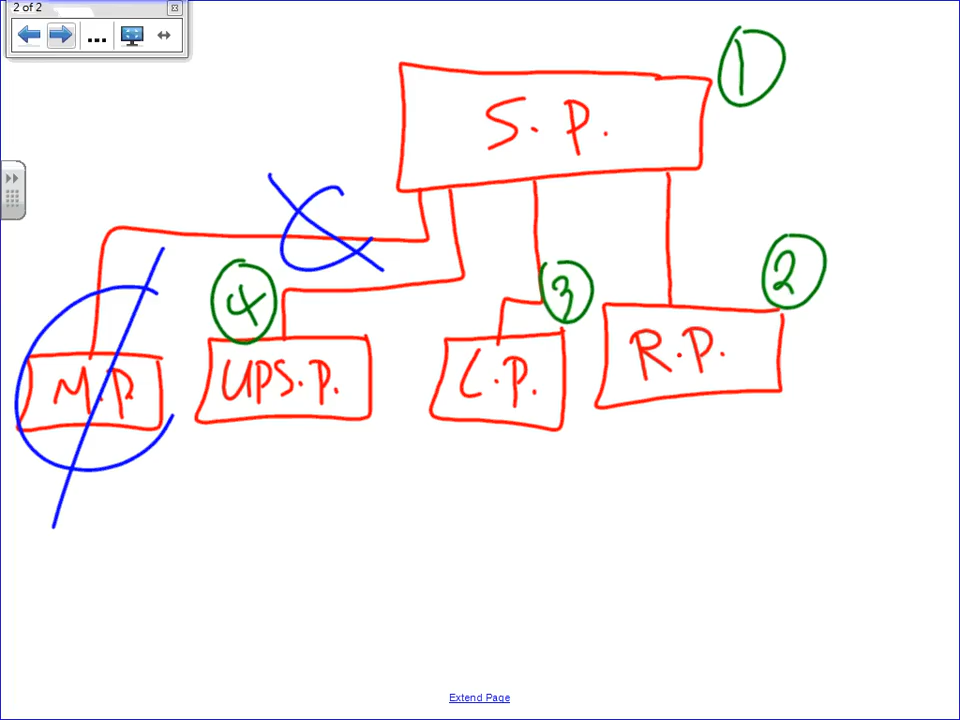 2 of 2
...
1
S. P.
2
3
4
M.P.
UPS.P.
C.P.
R.P.
Extend Page